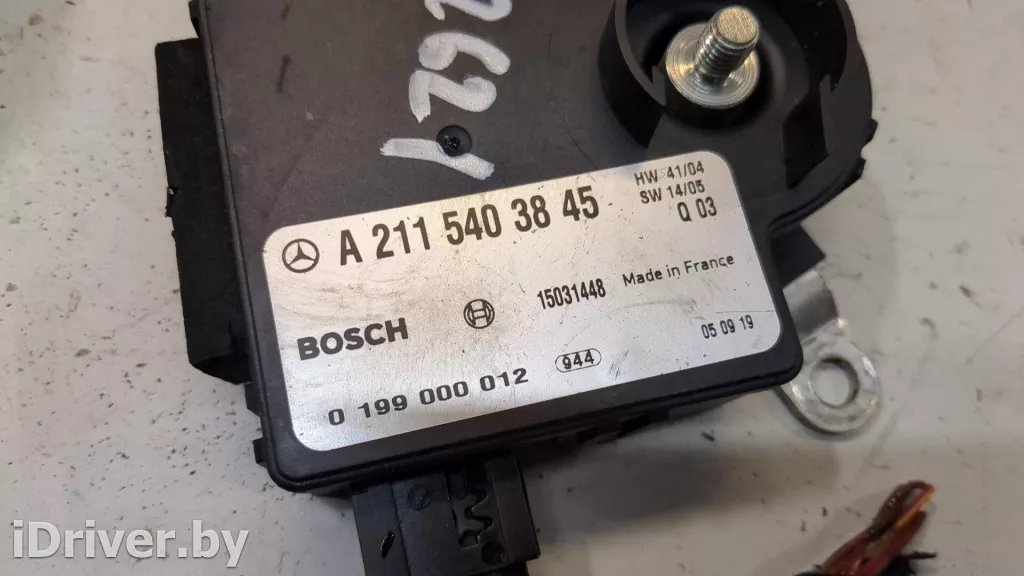 1292
HW 41/04
SW 14/05
Q 03
A 211 540 38 45
15031448 Made in France
BOSCH
05 09 19
944
0 199 000 012
iDriver.by